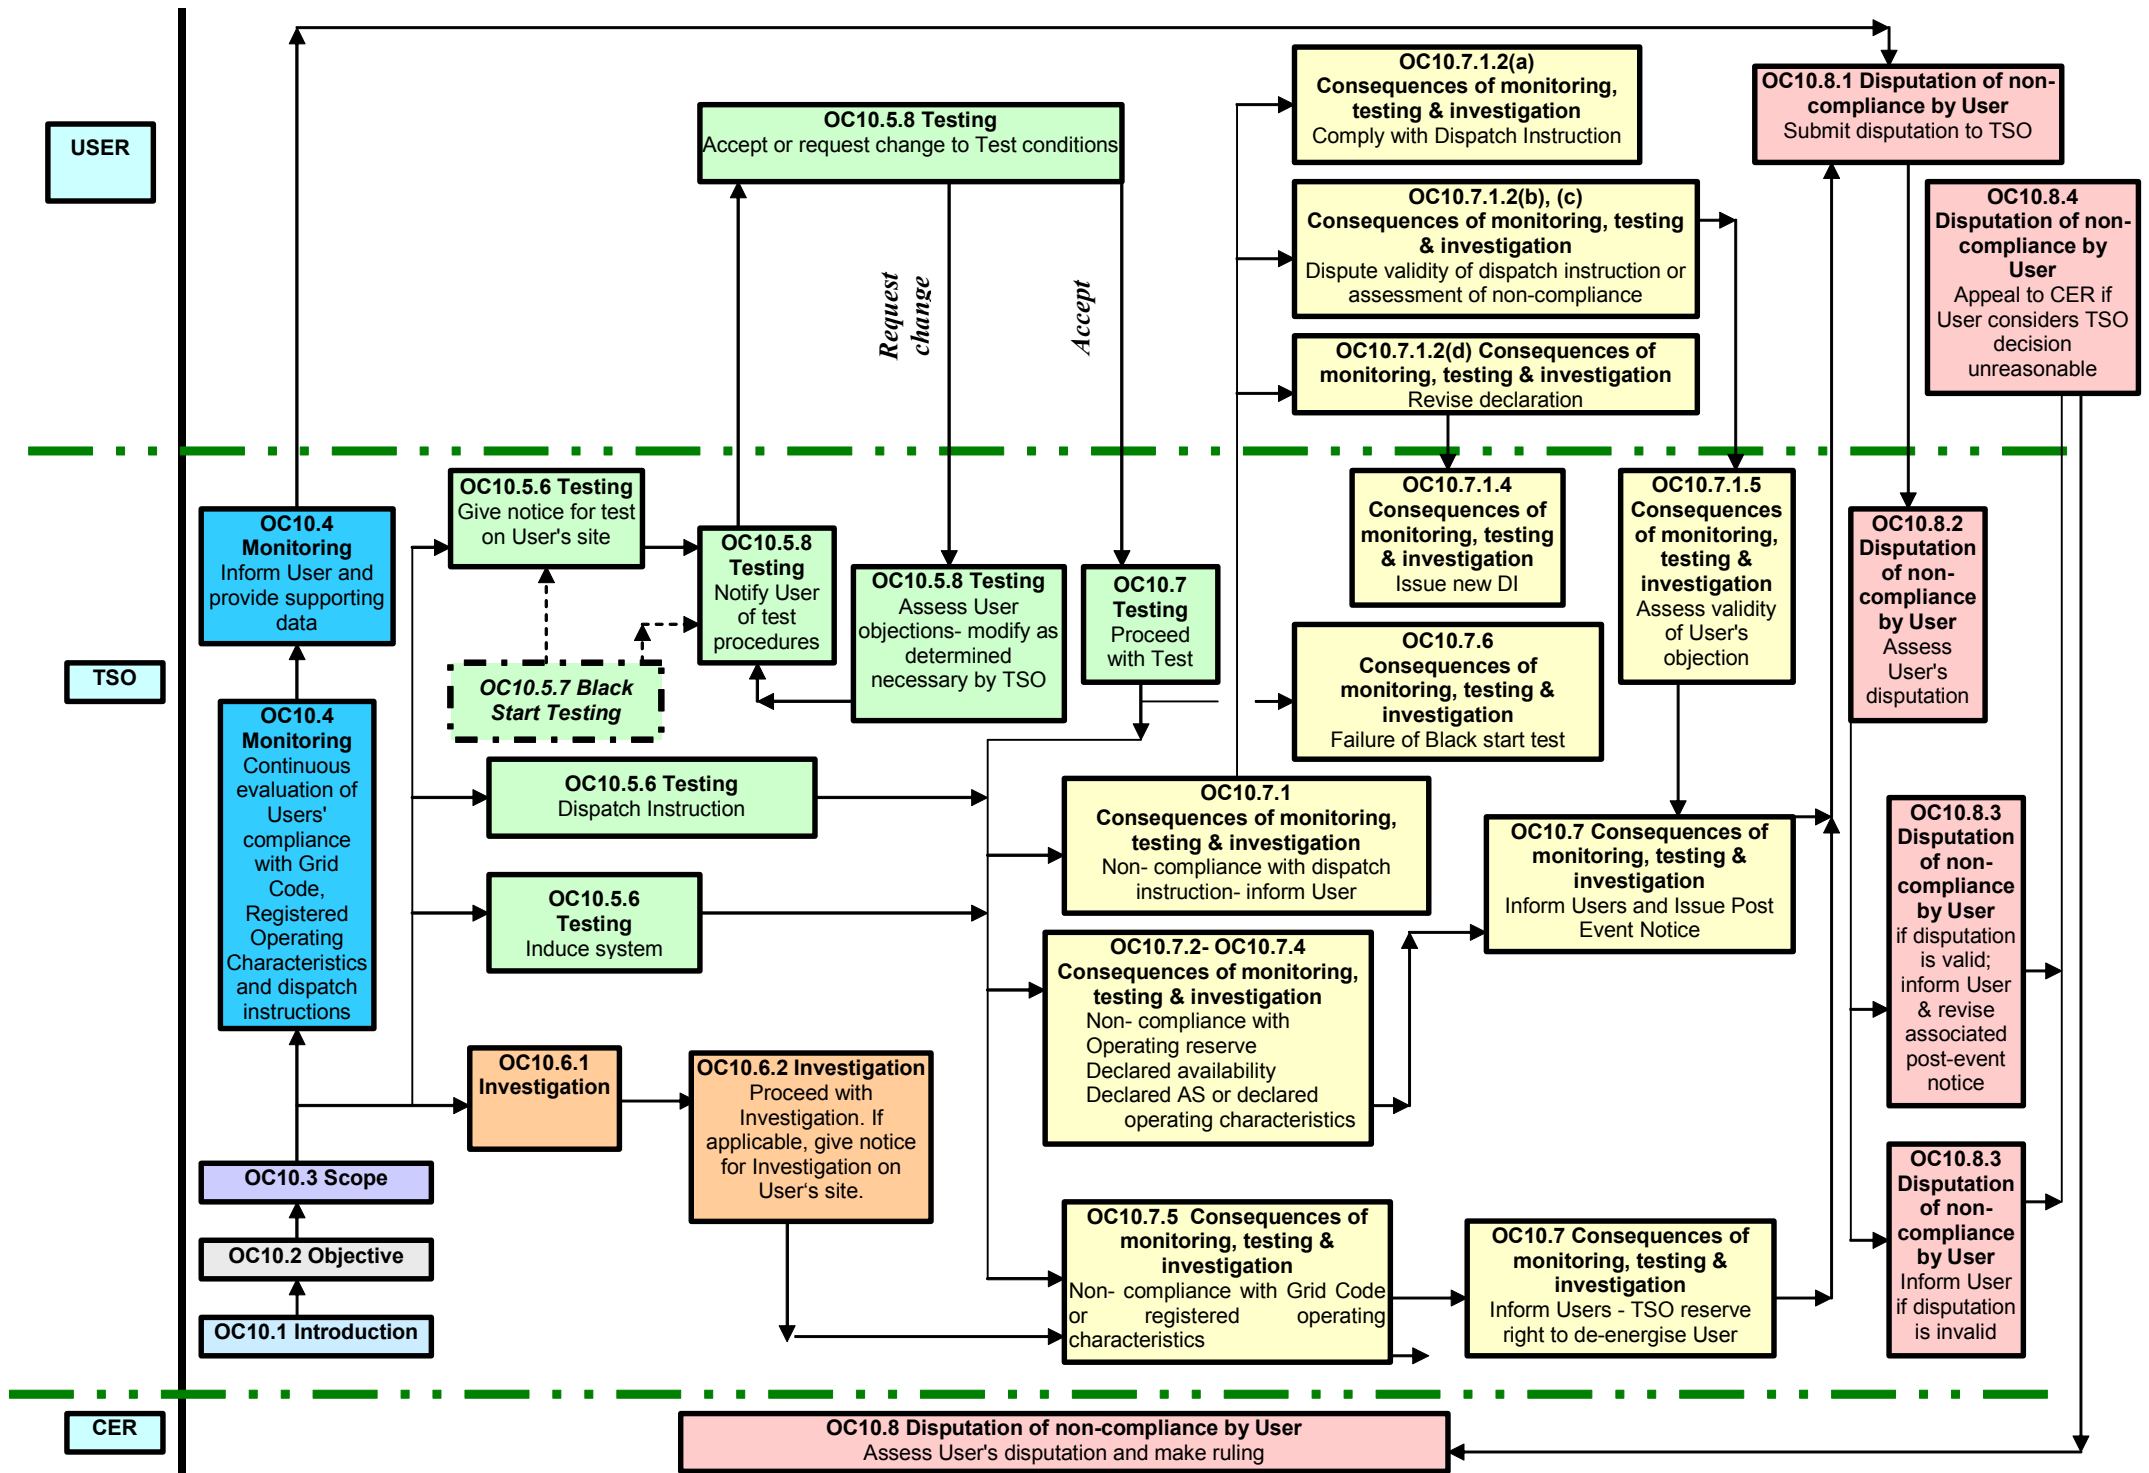 USER
OC10.5.8 Testing
Accept or request change to Test conditions
Request
change
Accept
OC10.7.1.2(a)
Consequences of monitoring,
testing & investigation
Comply with Dispatch Instruction
OC10.7.1.2(b), (c)
Consequences of monitoring, testing
& investigation
Dispute validity of dispatch instruction or
assessment of non-compliance
OC10.7.1.2(d) Consequences of
monitoring, testing & investigation
Revise declaration
OC10.8.1 Disputation of non-
compliance by User
Submit disputation to TSO
OC10.8.4
Disputation of non-
compliance by
User
Appeal to CER if
User considers TSO
decision
unreasonable
TSO
OC10.4
Monitoring
Inform User and
provide supporting
data
OC10.4
Monitoring
Continuous
evaluation of
Users'
compliance
with Grid
Code,
Registered
Operating
Characteristics
and dispatch
instructions
OC10.3 Scope
OC10.2 Objective
OC10.1 Introduction
OC10.5.6 Testing
Give notice for test
on User's site
OC10.5.7 Black
Start Testing
OC10.5.8
Testing
Notify User
of test
procedures
OC10.5.8 Testing
Assess User
objections- modify as
determined
necessary by TSO
OC10.7
Testing
Proceed
with Test
OC10.5.6 Testing
Dispatch Instruction
OC10.5.6
Testing
Induce system
OC10.6.1
Investigation
OC10.6.2 Investigation
Proceed with
Investigation. If
applicable, give notice
for Investigation on
User‘s site.
OC10.7.1.4
Consequences of
monitoring, testing
& investigation
Issue new DI
OC10.7.6
Consequences of
monitoring, testing &
investigation
Failure of Black start test
OC10.7.1
Consequences of monitoring,
testing & investigation
Non- compliance with dispatch
instruction- inform User
OC10.7.2- OC10.7.4
Consequences of monitoring,
testing & investigation
Non- compliance with
Operating reserve
Declared availability
Declared AS or declared
operating characteristics
OC10.7.5 Consequences of
monitoring, testing &
investigation
Non- compliance with Grid Code
or registered operating
characteristics
OC10.7.1.5
Consequences
of monitoring,
testing &
investigation
Assess validity
of User's
objection
OC10.7 Consequences of
monitoring, testing &
investigation
Inform Users and Issue Post
Event Notice
OC10.7 Consequences of
monitoring, testing &
investigation
Inform Users - TSO reserve
right to de-energise User
OC10.8.2
Disputation
of non-
compliance
by User
Assess
User's
disputation
OC10.8.3
Disputation
of non-
compliance
by User
if disputation
is valid;
inform User
& revise
associated
post-event
notice
OC10.8.3
Disputation
of non-
compliance
by User
Inform User
if disputation
is invalid
CER
OC10.8 Disputation of non-compliance by User
Assess User's disputation and make ruling